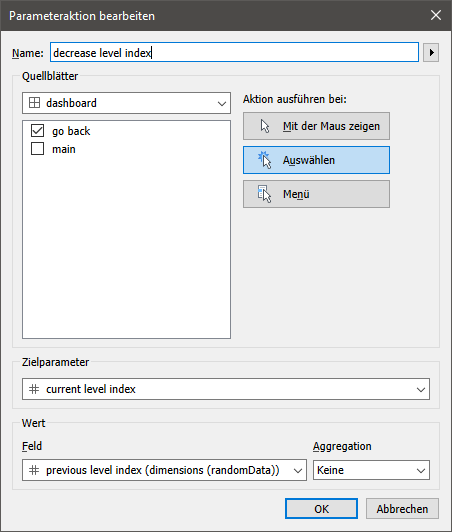 Parameteraktion bearbeiten
Name: decrease level index
Quellblätter
dashboard
go back
main
Aktion ausführen bei:
Mit der Maus zeigen
Auswählen
Menü
Zielparameter
current level index
Wert
Feld
previous level index (dimensions (randomData))
Aggregation
Keine
OK
Abbrechen